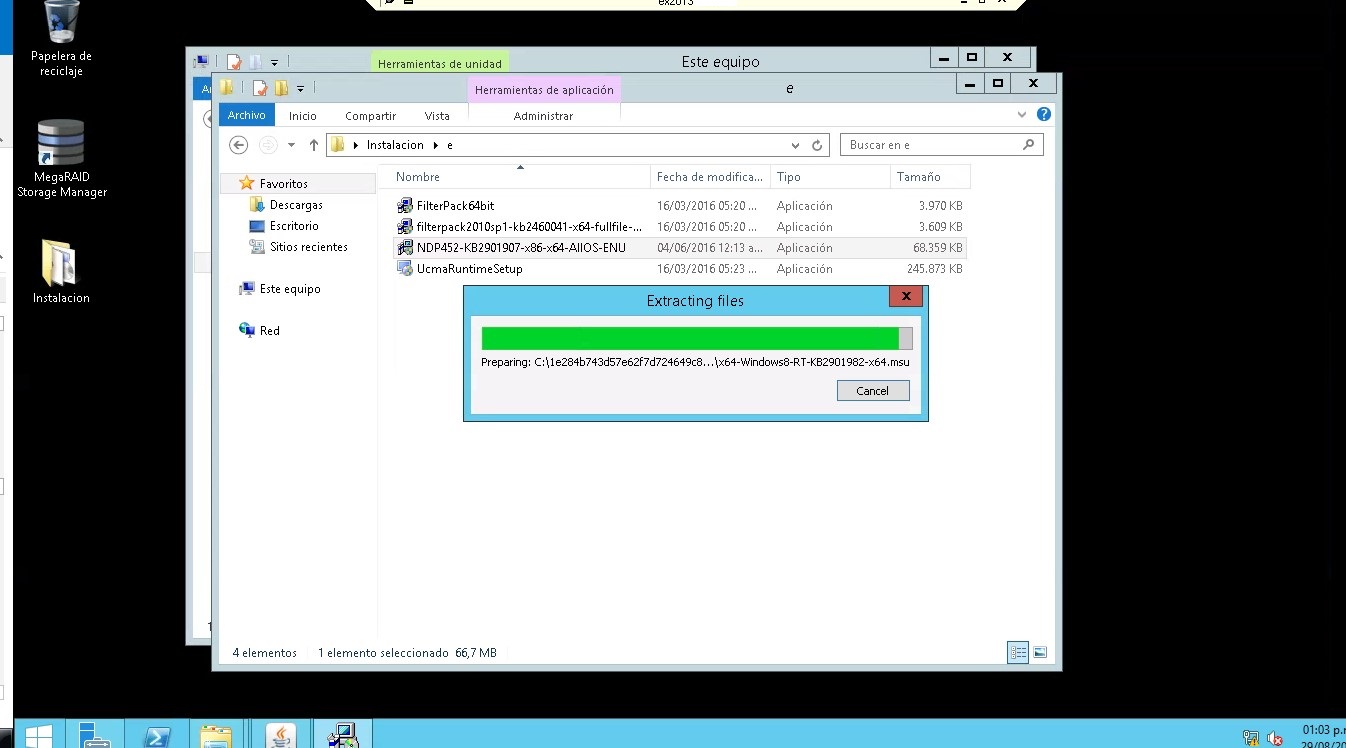 ex2013
Papelera de
reciclaje
MegaRAID
Storage Manager
Instalacion
Herramientas de unidad
Este equipo
Herramientas de aplicación
e
Archivo
Inicio
Compartir
Vista
Administrar
Instalacion
e
Buscar en e
Favoritos
Descargas
Escritorio
Sitios recientes
Este equipo
Red
Nombre Fecha de modifica... Tipo Tamaño
FilterPack64bit 16/03/2016 05:20 ... Aplicación 3.970 KB
filterpack2010sp1-kb2460041-x64-fullfile-... 16/03/2016 05:20 ... Aplicación 3.609 KB
NDP452-KB2901907-x86-x64-AllOS-ENU 04/06/2016 12:13 a... Aplicación 68.359 KB
UcmaRuntimeSetup 16/03/2016 05:23 ... Aplicación 245.873 KB
Extracting files
Preparing: C:\1e284b743d57e62f7d724649c8...\x64-Windows8-RT-KB2901982-x64.msu
Cancel
4 elementos
1 elemento seleccionado 66,7 MB
01:03 p.